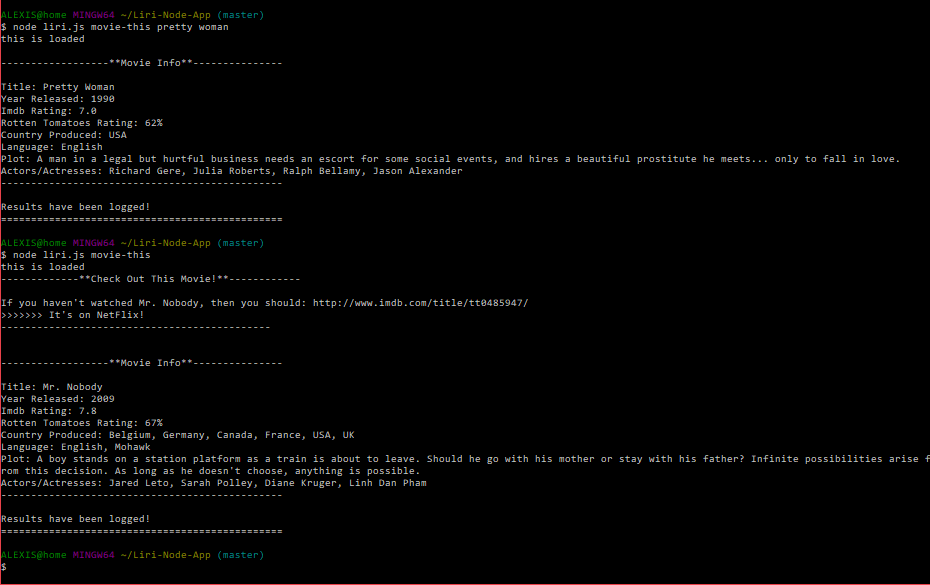 ALEXIS@home MINGW64 ~/Liri-Node-App (master)
$ node liri.js movie-this pretty woman
this is loaded
------------------**Movie Info**---------------
Title: Pretty Woman
Year Released: 1990
Imdb Rating: 7.0
Rotten Tomatoes Rating: 62%
Country Produced: USA
Language: English
Plot: A man in a legal but hurtful business needs an escort for some social events, and hires a beautiful prostitute he meets... only to fall in love.
Actors/Actresses: Richard Gere, Julia Roberts, Ralph Bellamy, Jason Alexander
-----------------------------------------------
Results have been logged!
===============================================
ALEXIS@home MINGW64 ~/Liri-Node-App (master)
$ node liri.js movie-this
this is loaded
-------------**Check Out This Movie!**------------
If you haven't watched Mr. Nobody, then you should: http://www.imdb.com/title/tt0485947/
>>>>>>> It's on NetFlix!
---------------------------------------------
------------------**Movie Info**---------------
Title: Mr. Nobody
Year Released: 2009
Imdb Rating: 7.8
Rotten Tomatoes Rating: 67%
Country Produced: Belgium, Germany, Canada, France, USA, UK
Language: English, Mohawk
Plot: A boy stands on a station platform as a train is about to leave. Should he go with his mother or stay with his father? Infinite possibilities arise f
rom this decision. As long as he doesn't choose, anything is possible.
Actors/Actresses: Jared Leto, Sarah Polley, Diane Kruger, Linh Dan Pham
-----------------------------------------------
Results have been logged!
===============================================
ALEXIS@home MINGW64 ~/Liri-Node-App (master)
$